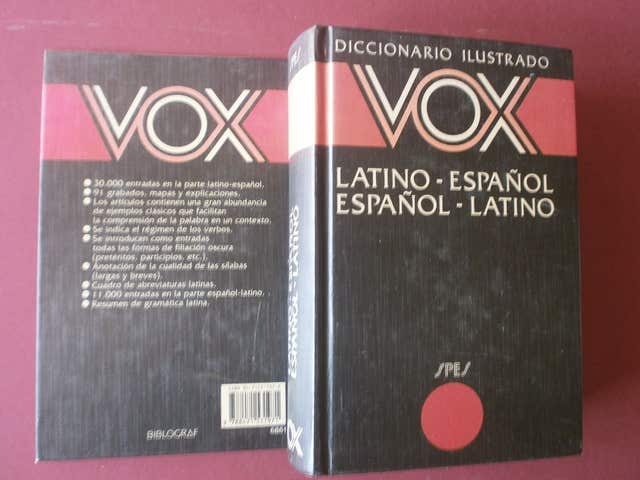 VOX
30.000 entradas en la parte latino-español.
91 grabados, mapas y explicaciones.
Los artículos contienen una gran abundancia
de ejemplos clásicos que facilitan
la comprensión de la palabra en un contexto.
Se indica el régimen de los verbos.
Se introducen como entradas
todas las formas de filiación oscura
(pretéritos, participios, etc.).
Anotación de la cualidad de las sílabas
(largas y breves).
Cuadro de abreviaturas latinas.
11.000 entradas en la parte español-latino.
Resumen de gramática latina.
BIBLOGRAF
SPES
ESPAÑOL - LATINO
VOX
DICCIONARIO ILUSTRADO
VOX
LATINO - ESPAÑOL
ESPAÑOL - LATINO
SPES